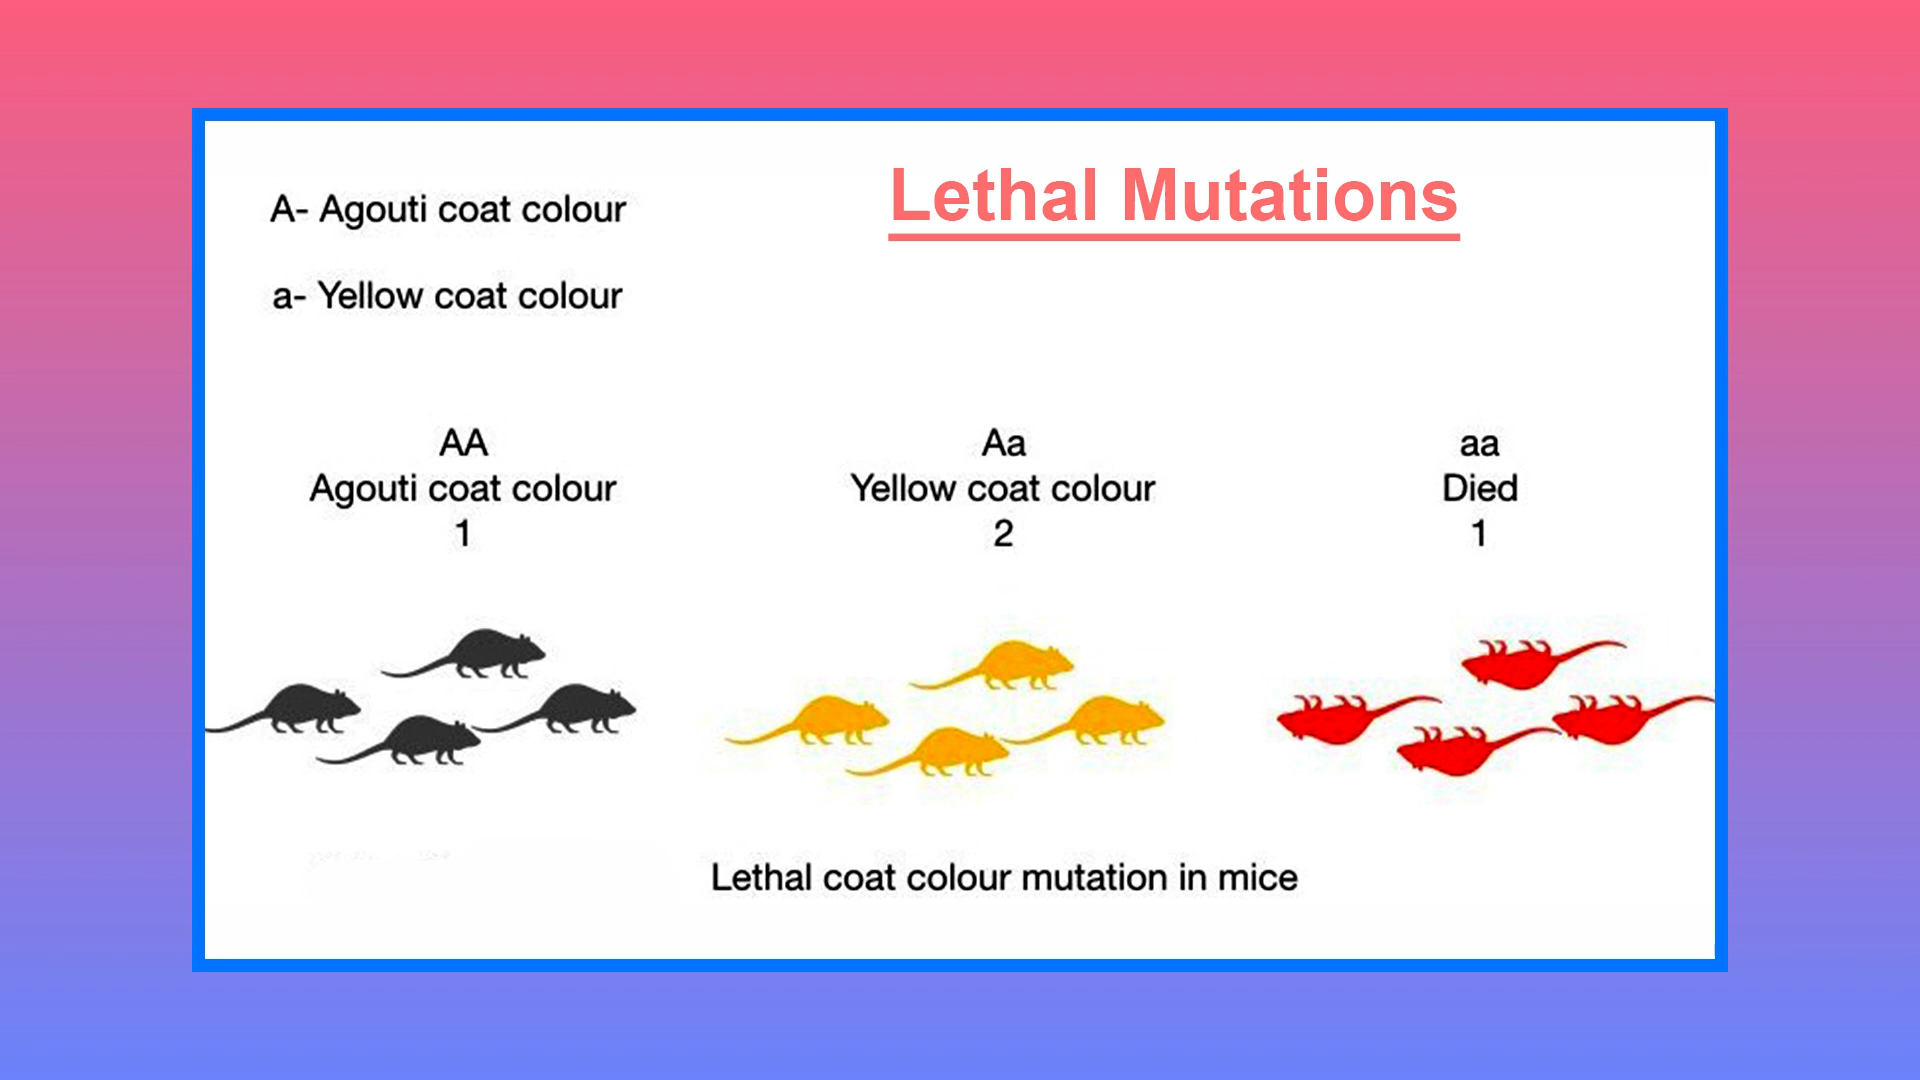 Lethal Mutations
A- Agouti coat colour
a- Yellow coat colour
AA
Agouti coat colour
1
Aa
Yellow coat colour
2
aa
Died
1
Lethal coat colour mutation in mice